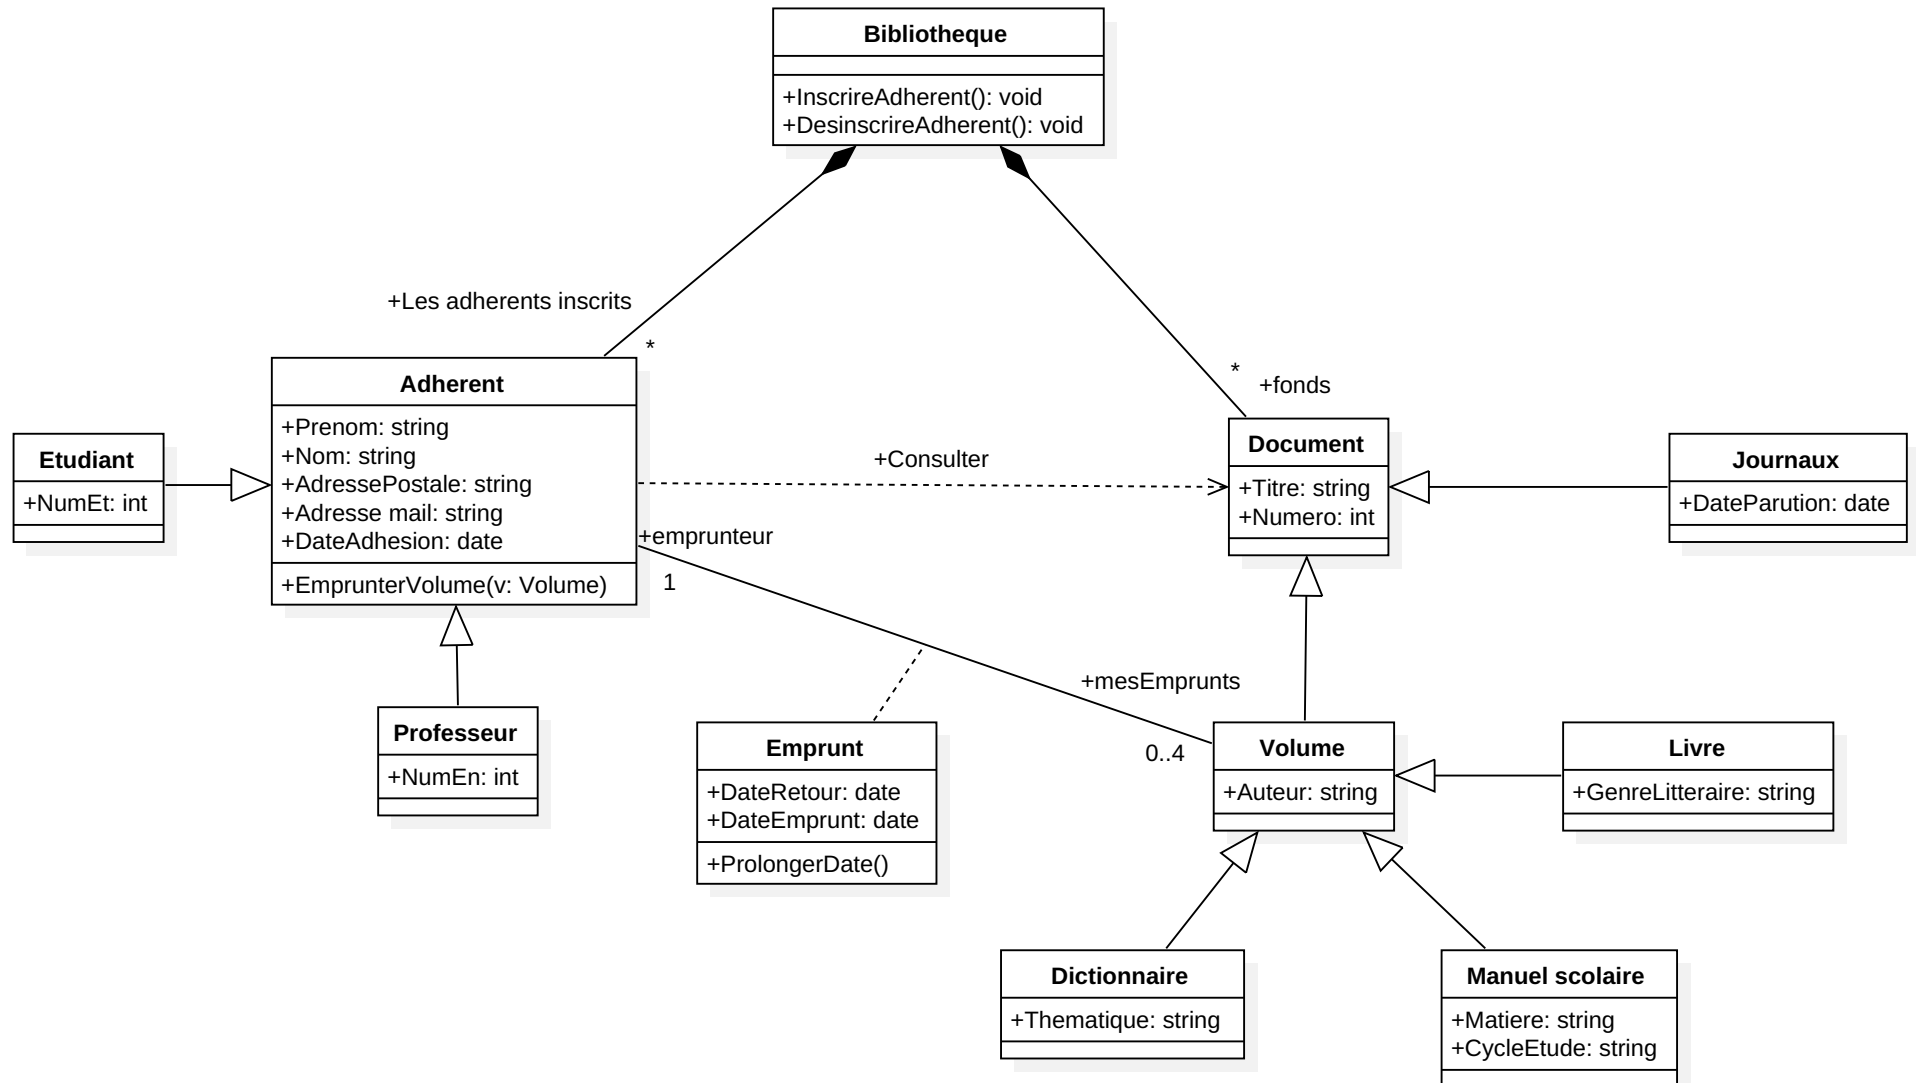 Bibliotheque
+InscrireAdherent(): void
+DesinscrireAdherent(): void
+Les adherents inscrits
*
*
+fonds
Adherent
+Prenom: string
+Nom: string
+AdressePostale: string
+Adresse mail: string
+DateAdhesion: date
+EmprunterVolume(v: Volume)
Etudiant
+NumEt: int
+Consulter
Document
+Titre: string
+Numero: int
Journaux
+DateParution: date
+emprunteur
1
+mesEmprunts
0..4
Professeur
+NumEn: int
Emprunt
+DateRetour: date
+DateEmprunt: date
+ProlongerDate()
Volume
+Auteur: string
Livre
+GenreLitteraire: string
Dictionnaire
+Thematique: string
Manuel scolaire
+Matiere: string
+CycleEtude: string